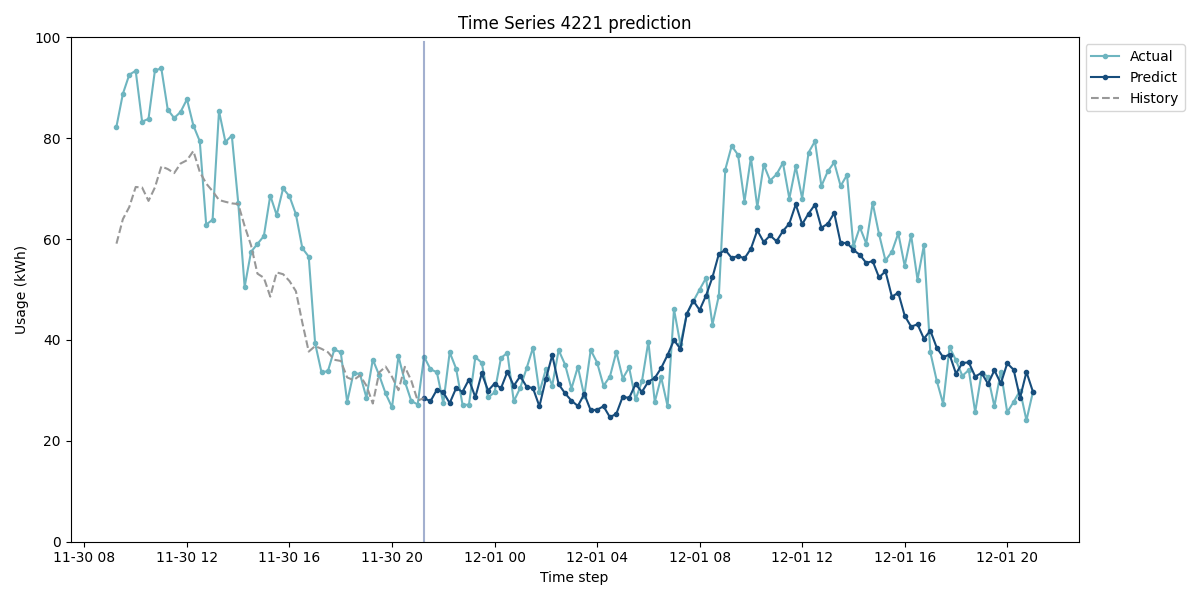 Time Series 4221 prediction
Usage (kWh)
100
80
60
40
20
0
11-30 08
11-30 12
11-30 16
11-30 20
12-01 00
12-01 04
12-01 08
12-01 12
12-01 16
12-01 20
Time step
Actual
Predict
History